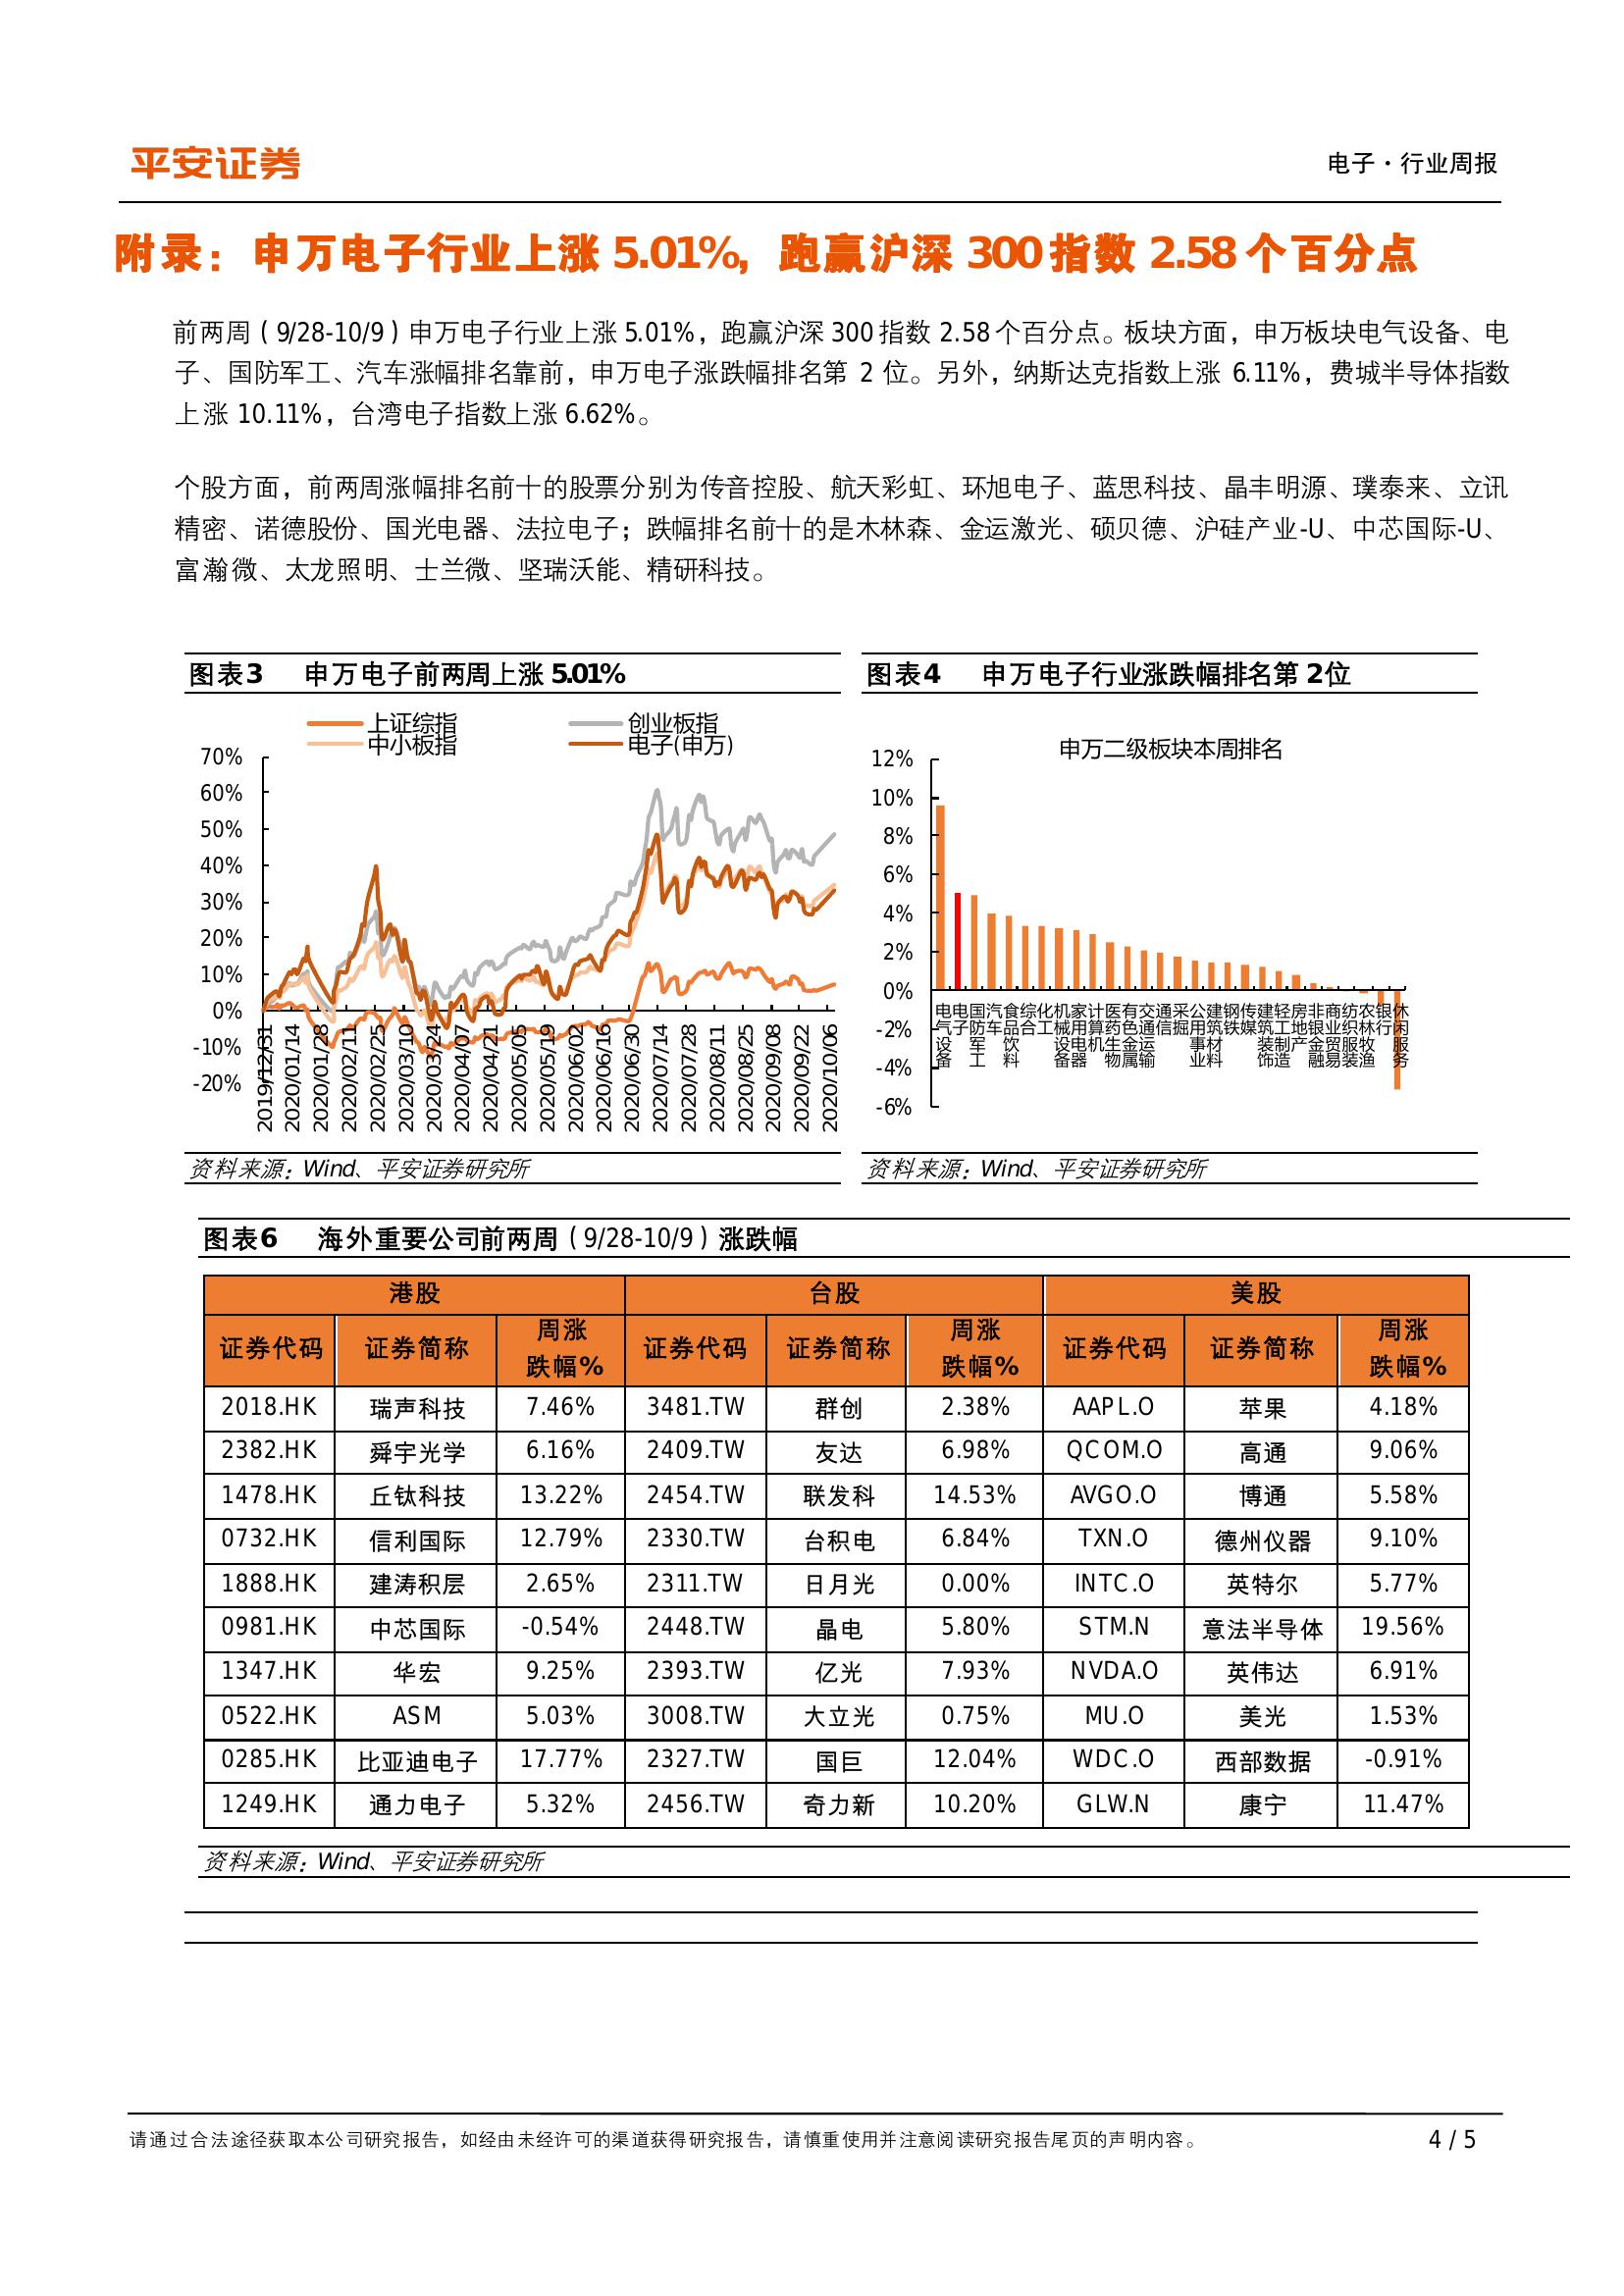 平安证券
电子·行业周报
附录：申万电子行业上涨 5.01%，跑赢沪深 300 指数 2.58 个百分点
前两周（9/28-10/9）申万电子行业上涨 5.01%，跑赢沪深 300 指数 2.58 个百分点。板块方面，申万板块电气设备、电
子、国防军工、汽车涨幅排名靠前，申万电子涨跌幅排名第 2 位。另外，纳斯达克指数上涨 6.11%，费城半导体指数
上涨 10.11%，台湾电子指数上涨 6.62%。
个股方面，前两周涨幅排名前十的股票分别为传音控股、航天彩虹、环旭电子、蓝思科技、晶丰明源、璞泰来、立讯
精密、诺德股份、国光电器、法拉电子；跌幅排名前十的是木林森、金运激光、硕贝德、沪硅产业-U、中芯国际-U、
富瀚微、太龙照明、士兰微、坚瑞沃能、精研科技。
图表3 申万电子前两周上涨 5.01%
上证综指 创业板指
中小板指 电子(申万)
70%
60%
50%
40%
30%
20%
10%
0%
-10%
-20%
2019/12/31 2020/01/14 2020/01/28 2020/02/11 2020/02/25 2020/03/10 2020/03/24 2020/04/07 2020/04/21 2020/05/05 2020/05/19 2020/06/02 2020/06/16 2020/06/30 2020/07/14 2020/07/28 2020/08/11 2020/08/25 2020/09/08 2020/09/22 2020/10/06
资料来源：Wind、平安证券研究所
图表4 申万电子行业涨跌幅排名第 2位
申万二级板块本周排名
12%
10%
8%
6%
4%
2%
0%
-2%
-4%
-6%
电气设备 电子 国防军工 汽车 食品饮料 综合 化工 机械设备 家用电器 计算机 医药生物 有色金属 交通运输 通信 采掘 公用事业 建筑材料 钢铁 传媒 建筑装饰 轻工制造 房地产 非银金融 商业贸易 纺织服装 农林牧渔 银行 休闲服务
资料来源：Wind、平安证券研究所
图表6 海外重要公司前两周（9/28-10/9）涨跌幅
港股 台股 美股
证券代码 证券简称 周涨跌幅% 证券代码 证券简称 周涨跌幅% 证券代码 证券简称 周涨跌幅%
2018.HK 瑞声科技 7.46% 3481.TW 群创 2.38% AAPL.O 苹果 4.18%
2382.HK 舜宇光学 6.16% 2409.TW 友达 6.98% QCOM.O 高通 9.06%
1478.HK 丘钛科技 13.22% 2454.TW 联发科 14.53% AVGO.O 博通 5.58%
0732.HK 信利国际 12.79% 2330.TW 台积电 6.84% TXN.O 德州仪器 9.10%
1888.HK 建涛积层 2.65% 2311.TW 日月光 0.00% INTC.O 英特尔 5.77%
0981.HK 中芯国际 -0.54% 2448.TW 晶电 5.80% STM.N 意法半导体 19.56%
1347.HK 华宏 9.25% 2393.TW 亿光 7.93% NVDA.O 英伟达 6.91%
0522.HK ASM 5.03% 3008.TW 大立光 0.75% MU.O 美光 1.53%
0285.HK 比亚迪电子 17.77% 2327.TW 国巨 12.04% WDC.O 西部数据 -0.91%
1249.HK 通力电子 5.32% 2456.TW 奇力新 10.20% GLW.N 康宁 11.47%
资料来源：Wind、平安证券研究所
请通过合法途径获取本公司研究报告，如经由未经许可的渠道获得研究报告，请慎重使用并注意阅读研究报告尾页的声明内容。
4 / 5